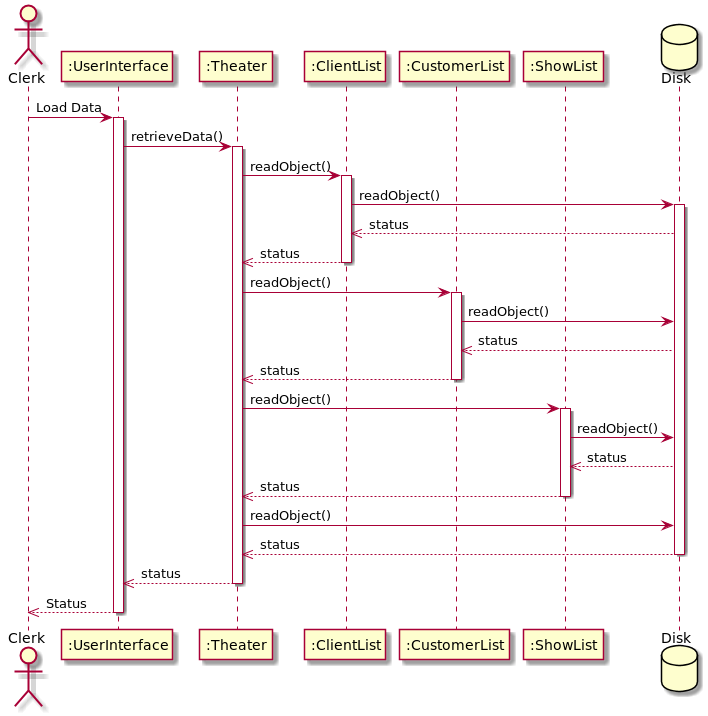 Clerk
:UserInterface
:Theater
:ClientList
:CustomerList
:ShowList
Disk
Load Data
retrieveData()
readObject()
readObject()
status
status
readObject()
readObject()
status
status
readObject()
readObject()
status
status
readObject()
status
status
Status
Clerk
:UserInterface
:Theater
:ClientList
:CustomerList
:ShowList
Disk